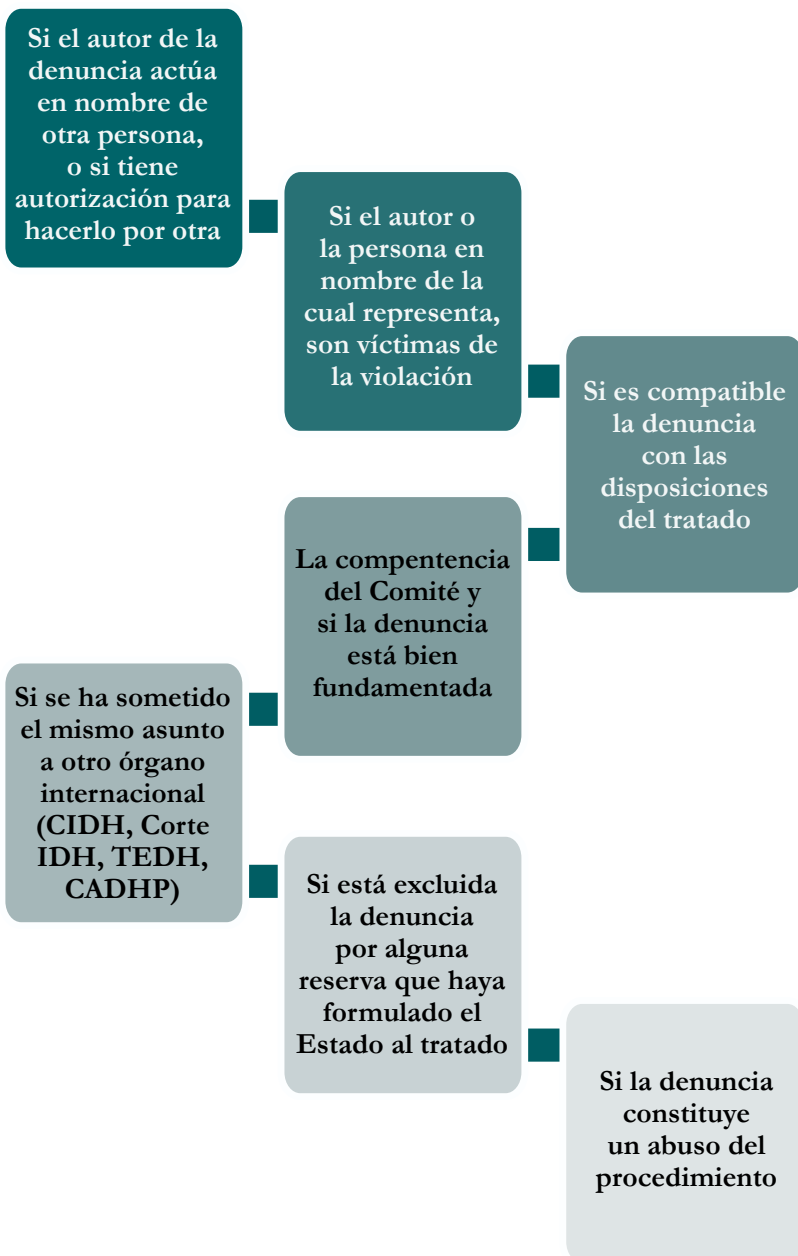 Si el autor de la
denuncia actúa
en nombre de
otra persona,
o si tiene
autorización para
hacerlo por otra
Si el autor o
la persona en
nombre de la
cual representa,
son víctimas de
la violación
Si es compatible
la denuncia
con las
disposiciones
del tratado
La compentencia
del Comité y
si la denuncia
está bien
fundamentada
Si se ha sometido
el mismo asunto
a otro órgano
internacional
(CIDH, Corte
IDH, TEDH,
CADHP)
Si está excluida
la denuncia
por alguna
reserva que haya
formulado el
Estado al tratado
Si la denuncia
constituye
un abuso del
procedimiento